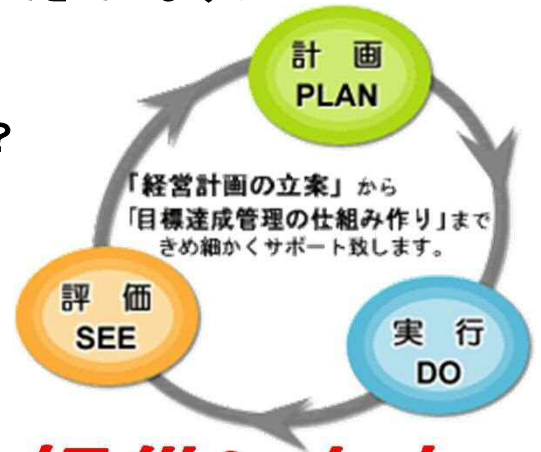 計 画
PLAN
?
「経営計画の立案」から
「目標達成管理の仕組み作り」まで
きめ細かくサポート致します。
評 価
SEE
実 行
DO